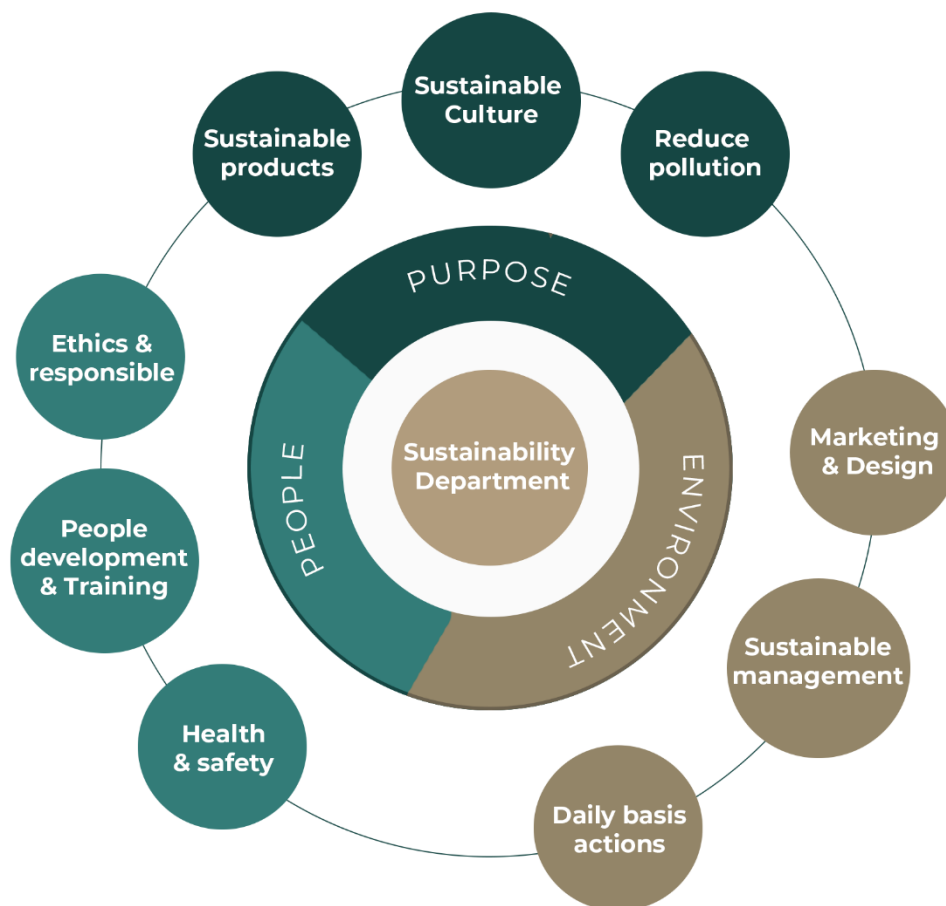 Sustainable
Culture
Sustainable
products
Reduce
pollution
PURPOSE
Ethics &
responsible
Marketing
& Design
PEOPLE
Sustainability
Department
ENVIRONMENT
People
development
& Training
Sustainable
management
Health
& safety
Daily basis
actions